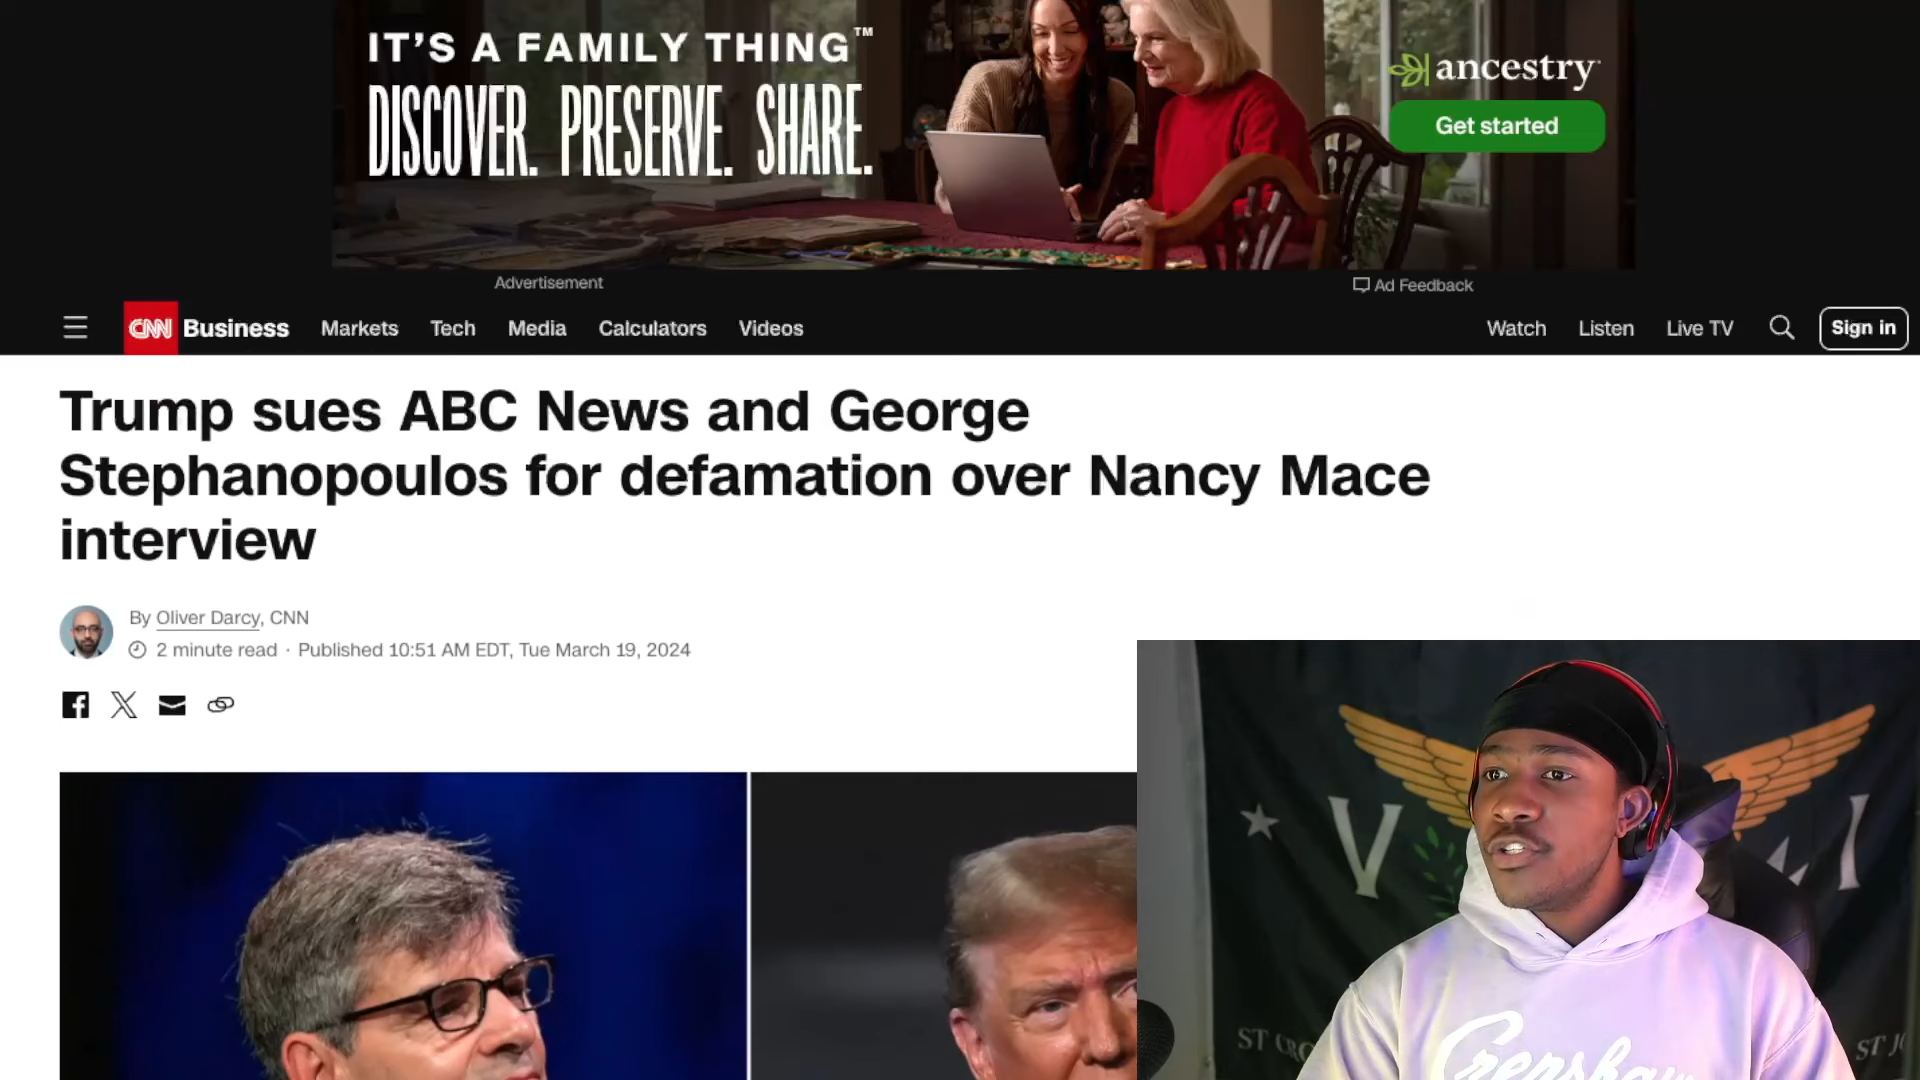 IT'S A FAMILY THING™
DISCOVER. PRESERVE. SHARE.
ancestry
Get started
Advertisement
Ad Feedback
CNN Business Markets Tech Media Calculators Videos Watch Listen Live TV Sign in
Trump sues ABC News and George
Stephanopoulos for defamation over Nancy Mace
interview
By Oliver Darcy, CNN
2 minute read · Published 10:51 AM EDT, Tue March 19, 2024
V I
ST
Crenshaw